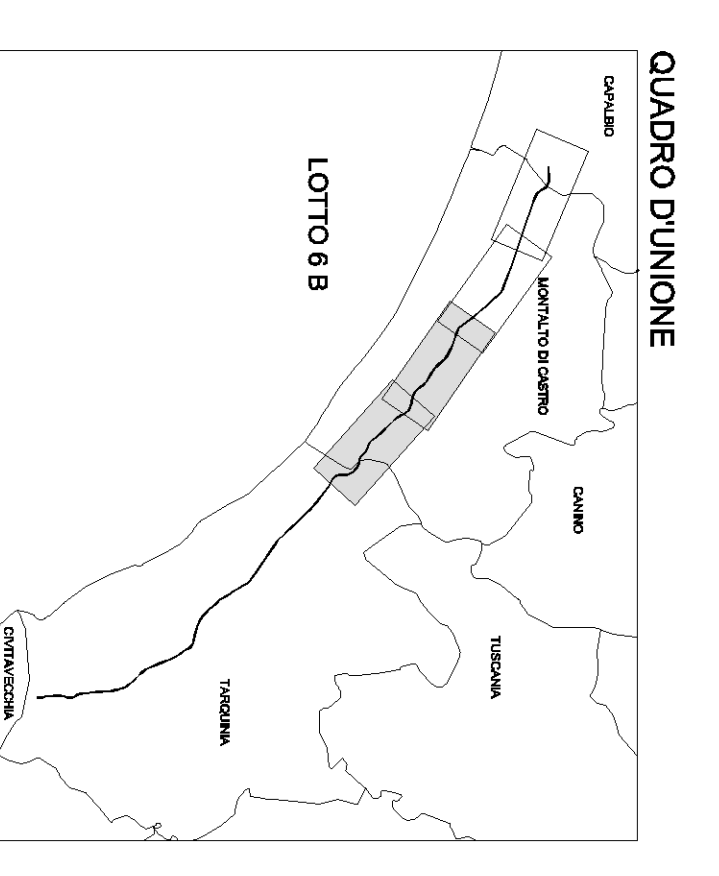 QUADRO D'UNIONE
CAPALBIO
MONTALTO DI CASTRO
CANINO
LOTTO 6 B
TUSCANIA
TARQUINIA
CIVITAVECCHIA